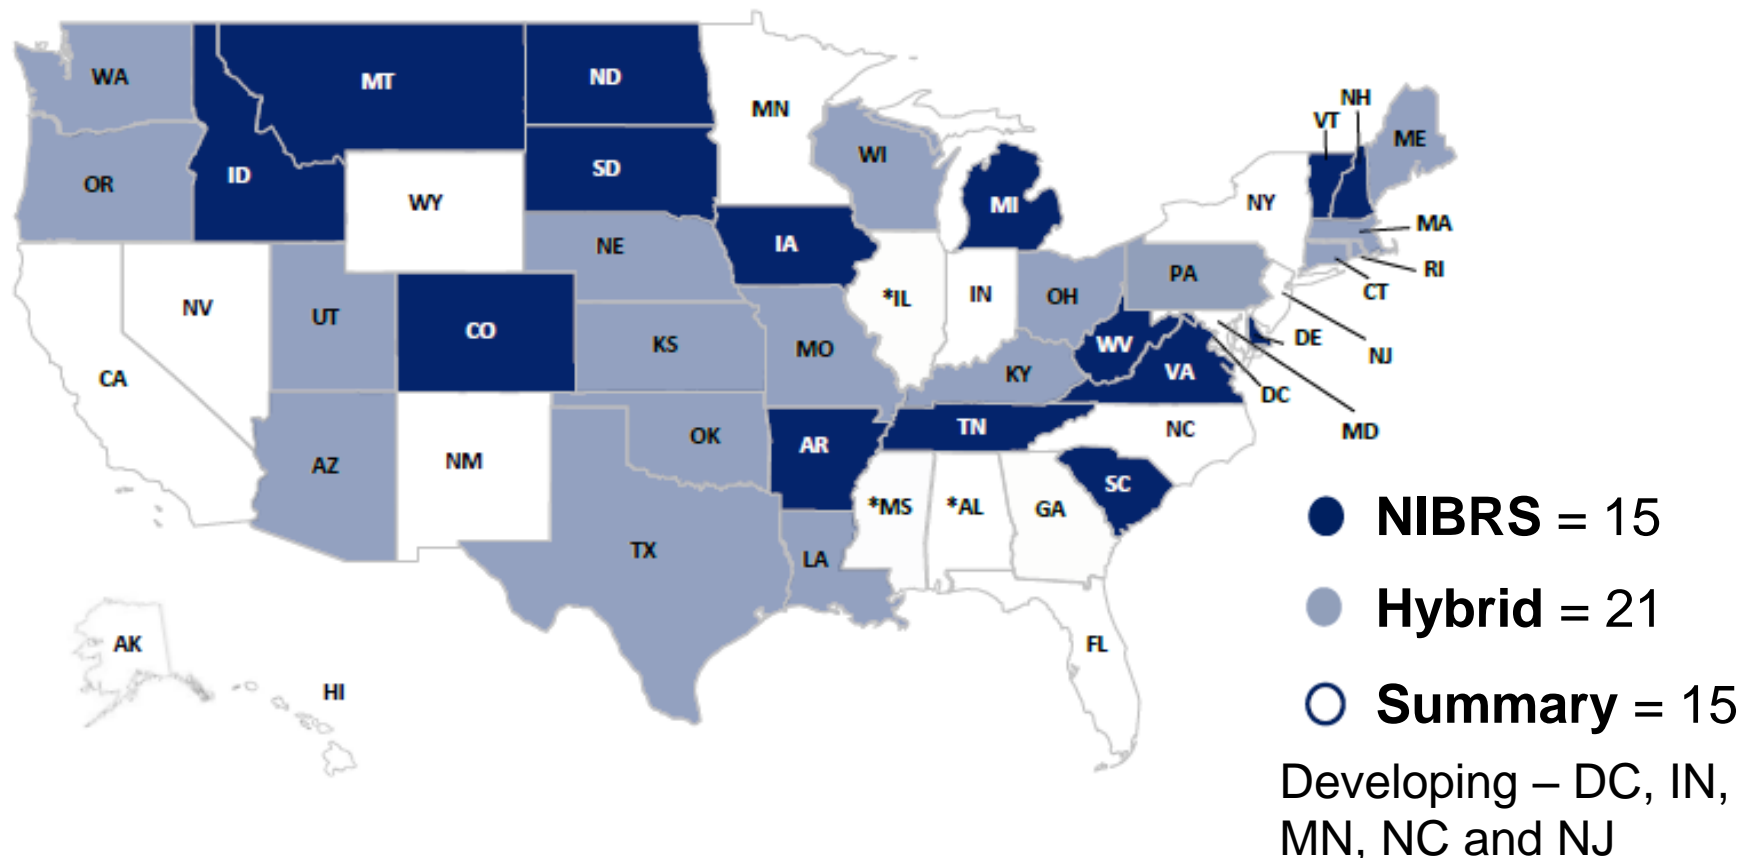 WA
MT
ND
MN
NH
VT
ME
WI
OR
ID
SD
MI
WY
NY
MA
IA
NE
RI
PA
CT
*IL
IN
OH
NV
UT
CO
KS
MO
WV
DE
NJ
CA
KY
VA
DC
TN
NC
MD
OK
AR
AZ
NM
SC
*MS
*AL
GA
TX
LA
AK
FL
HI
NIBRS = 15
Hybrid = 21
Summary = 15
Developing – DC, IN,
MN, NC and NJ